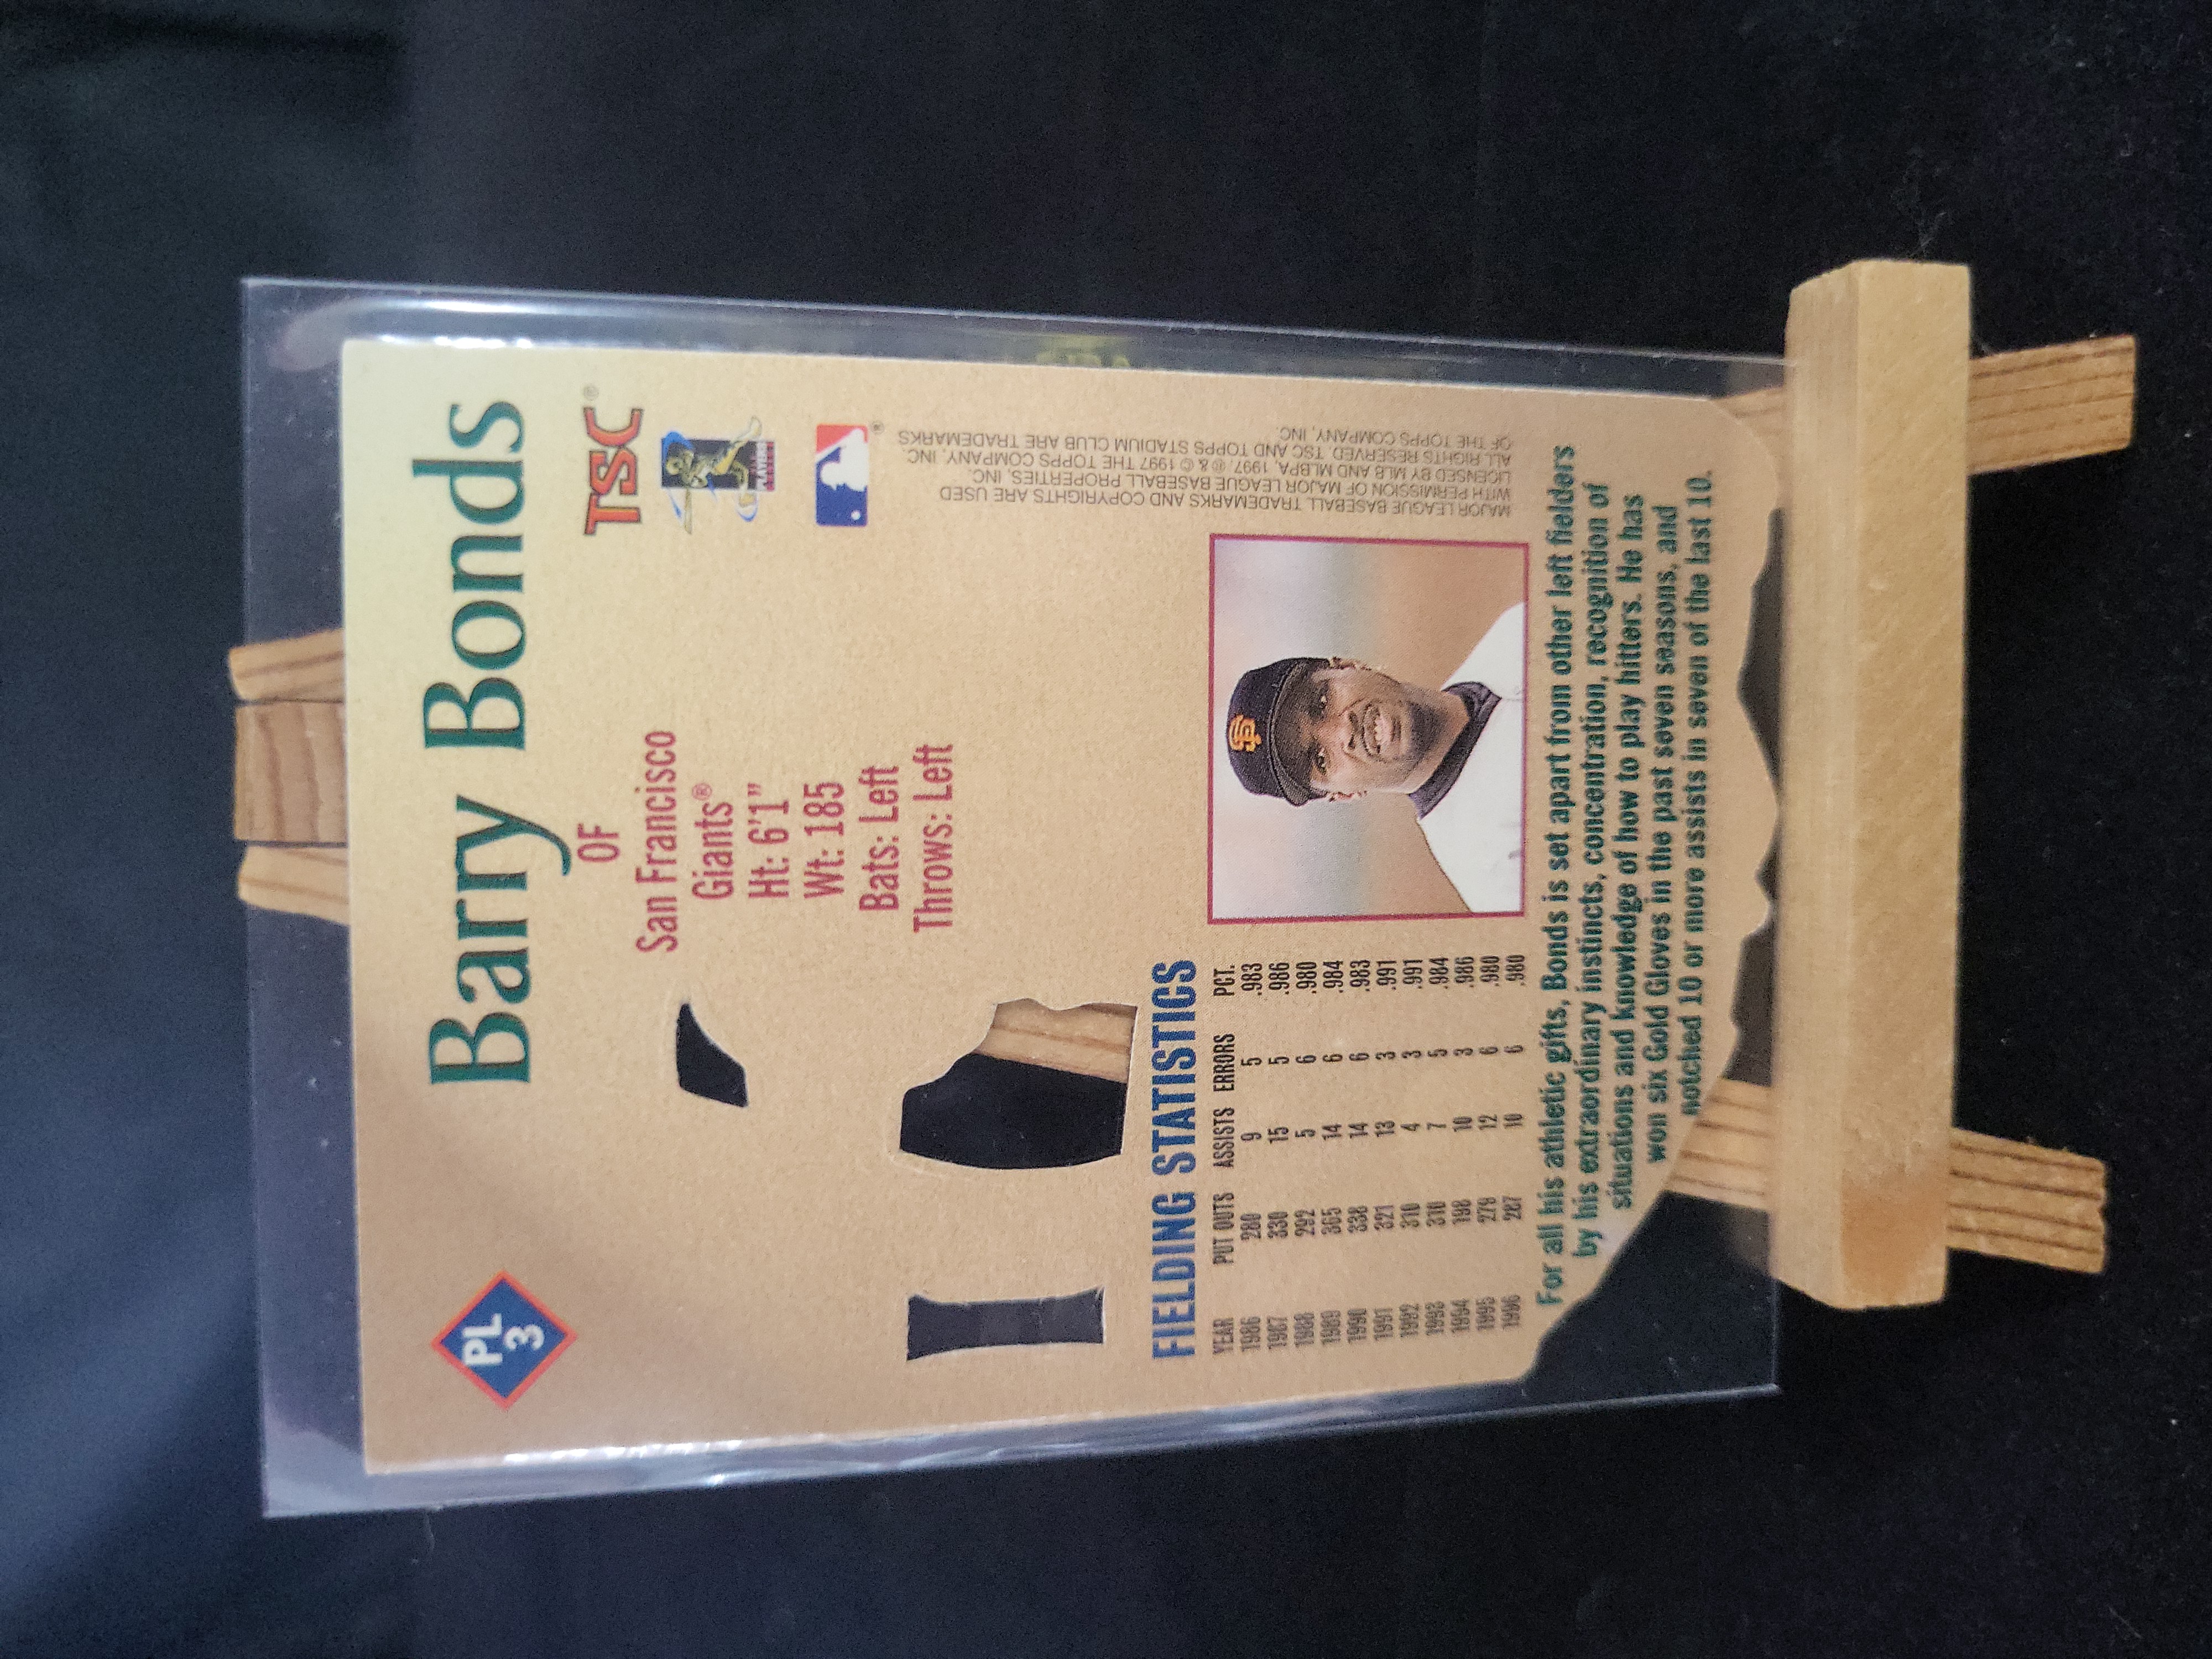 PL
3
Barry Bonds
OF
San Francisco
Giants®
Ht: 6'1"
Wt: 185
Bats: Left
Throws: Left
TSC®
PLAYERS
FIELDING STATISTICS
YEAR PUT OUTS ASSISTS ERRORS PCT.
1986 280 9 5 .983
1987 330 15 5 .986
1988 292 5 6 .980
1989 365 14 6 .984
1990 338 14 6 .983
1991 321 13 3 .991
1992 310 4 3 .991
1993 310 7 5 .984
1994 198 10 3 .986
1995 279 12 6 .980
1996 287 10 6 .980
SF
MAJOR LEAGUE BASEBALL TRADEMARKS AND COPYRIGHTS ARE USED
WITH PERMISSION OF MAJOR LEAGUE BASEBALL PROPERTIES, INC.
LICENSED BY MLB AND MLBPA, 1997. ® & © 1997 THE TOPPS COMPANY, INC.
ALL RIGHTS RESERVED. TSC AND TOPPS STADIUM CLUB ARE TRADEMARKS
OF THE TOPPS COMPANY, INC.
For all his athletic gifts, Bonds is set apart from other left fielders
by his extraordinary instincts, concentration, recognition of
situations and knowledge of how to play hitters. He has
won six Gold Gloves in the past seven seasons, and
notched 10 or more assists in seven of the last 10.